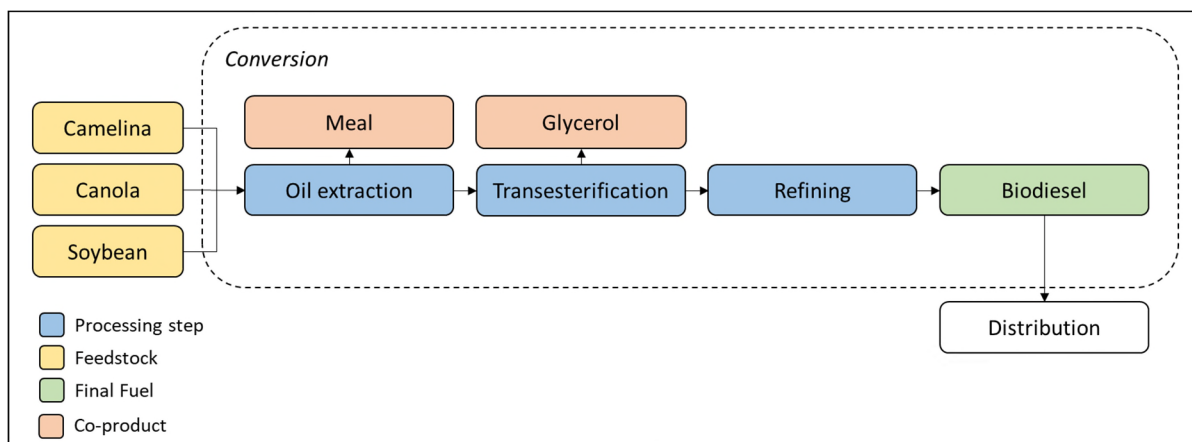 Conversion
Camelina
Meal
Glycerol
Canola
Oil extraction
Transesterification
Refining
Biodiesel
Soybean
Distribution
Processing step
Feedstock
Final Fuel
Co-product